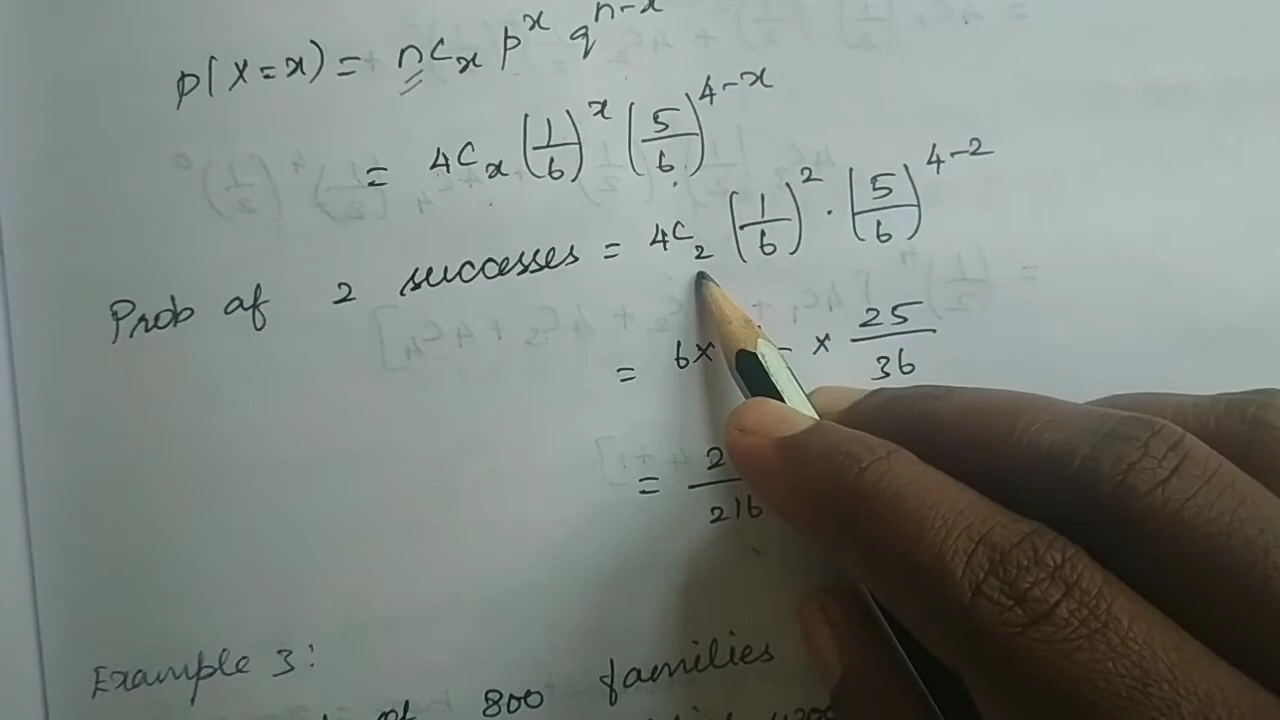 P(X=x) = nCx p^x q^n-x
= 4Cx (1/6)^x (5/6)^4-x
Prob of 2 successes = 4C2 (1/6)^2 . (5/6)^4-2
= 6x x 25/36
= 2 /216
Example 3:
of 800 families